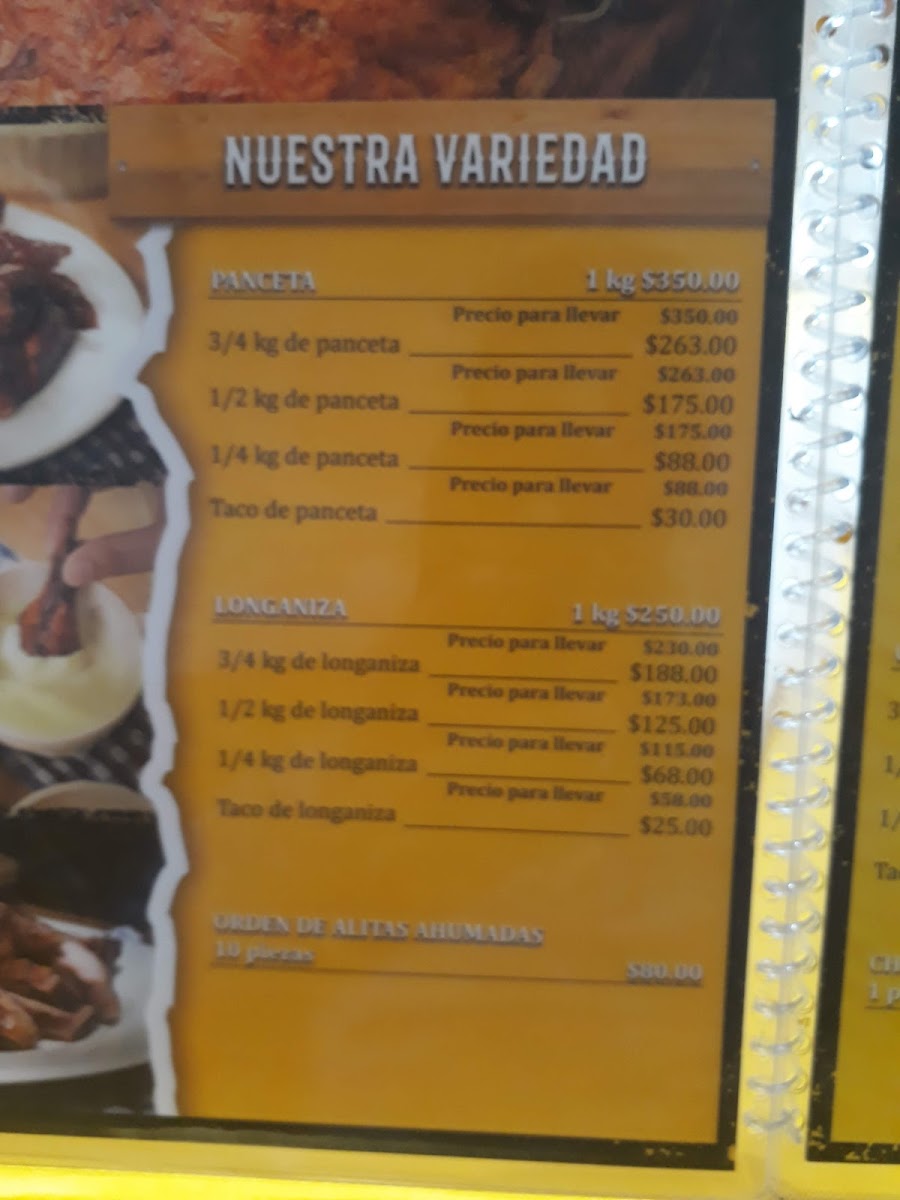 NUESTRA VARIEDAD
PANCETA 1 kg $350.00
Precio para llevar $350.00
3/4 kg de panceta $263.00
Precio para llevar $263.00
1/2 kg de panceta $175.00
Precio para llevar $175.00
1/4 kg de panceta $88.00
Precio para llevar $88.00
Taco de panceta $30.00
LONGANIZA 1 kg $250.00
Precio para llevar $230.00
3/4 kg de longaniza $188.00
Precio para llevar $173.00
1/2 kg de longaniza $125.00
Precio para llevar $115.00
1/4 kg de longaniza $68.00
Precio para llevar $58.00
Taco de longaniza $25.00
ORDEN DE ALITAS AHUMADAS
10 piezas $80.00